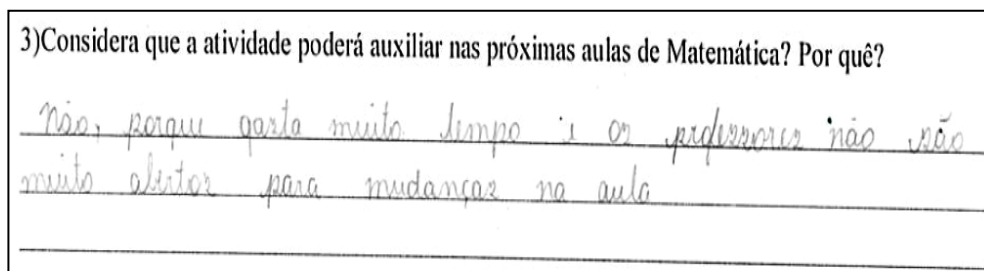 3)Considera que a atividade poderá auxiliar nas próximas aulas de Matemática? Por quê?
Não, porque gasta muito tempo i os professores não são
muito abertos para mudanças na aula